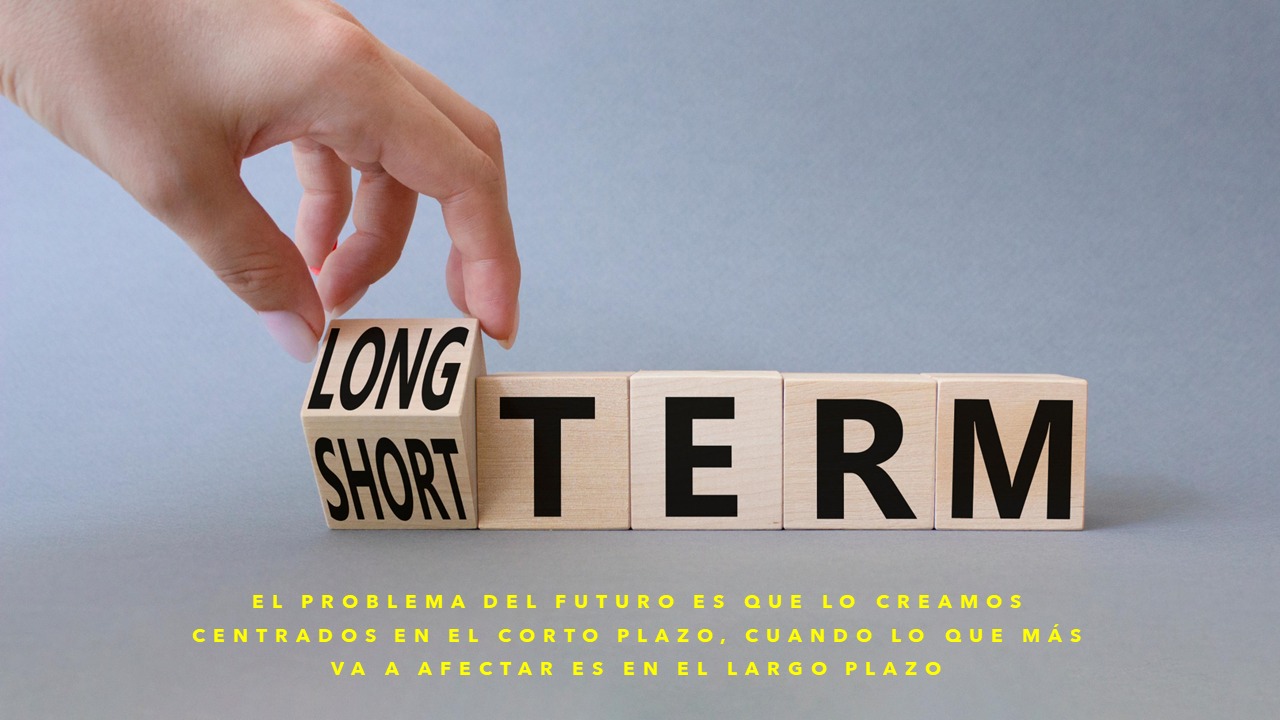 LONG
SHORT TERM
EL PROBLEMA DEL FUTURO ES QUE LO CREAMOS
CENTRADOS EN EL CORTO PLAZO, CUANDO LO QUE MÁS
VA A AFECTAR ES EN EL LARGO PLAZO